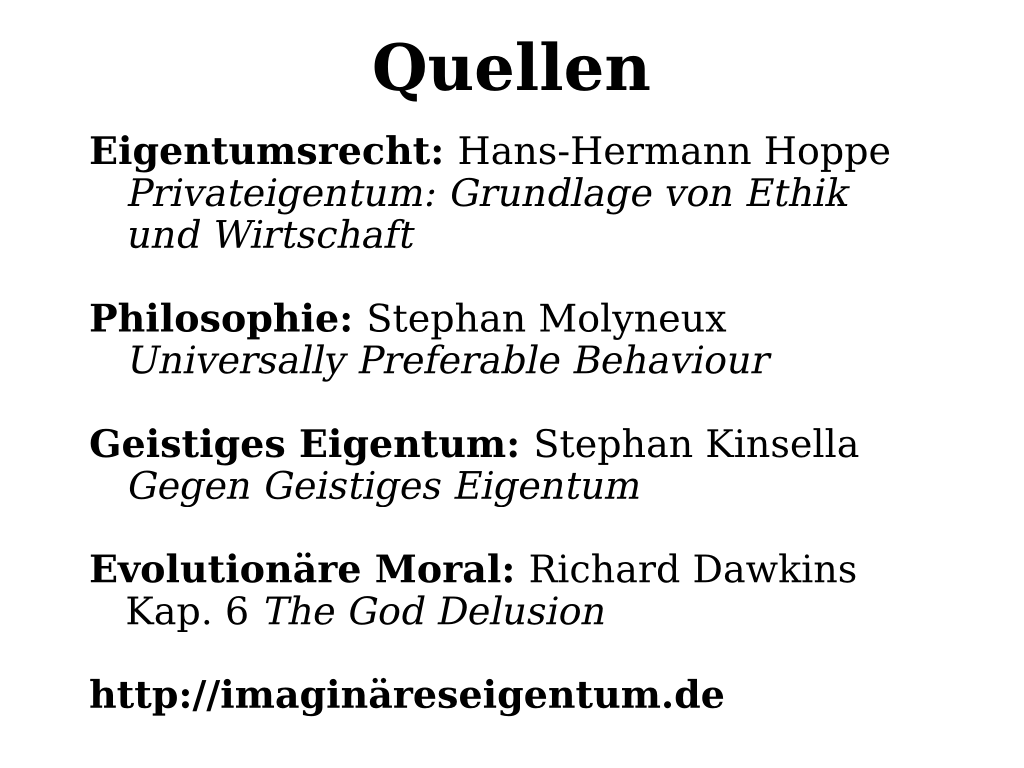 Quellen
Eigentumsrecht: Hans-Hermann Hoppe
Privateigentum: Grundlage von Ethik
und Wirtschaft
Philosophie: Stephan Molyneux
Universally Preferable Behaviour
Geistiges Eigentum: Stephan Kinsella
Gegen Geistiges Eigentum
Evolutionäre Moral: Richard Dawkins
Kap. 6 The God Delusion
http://imaginäreseigentum.de